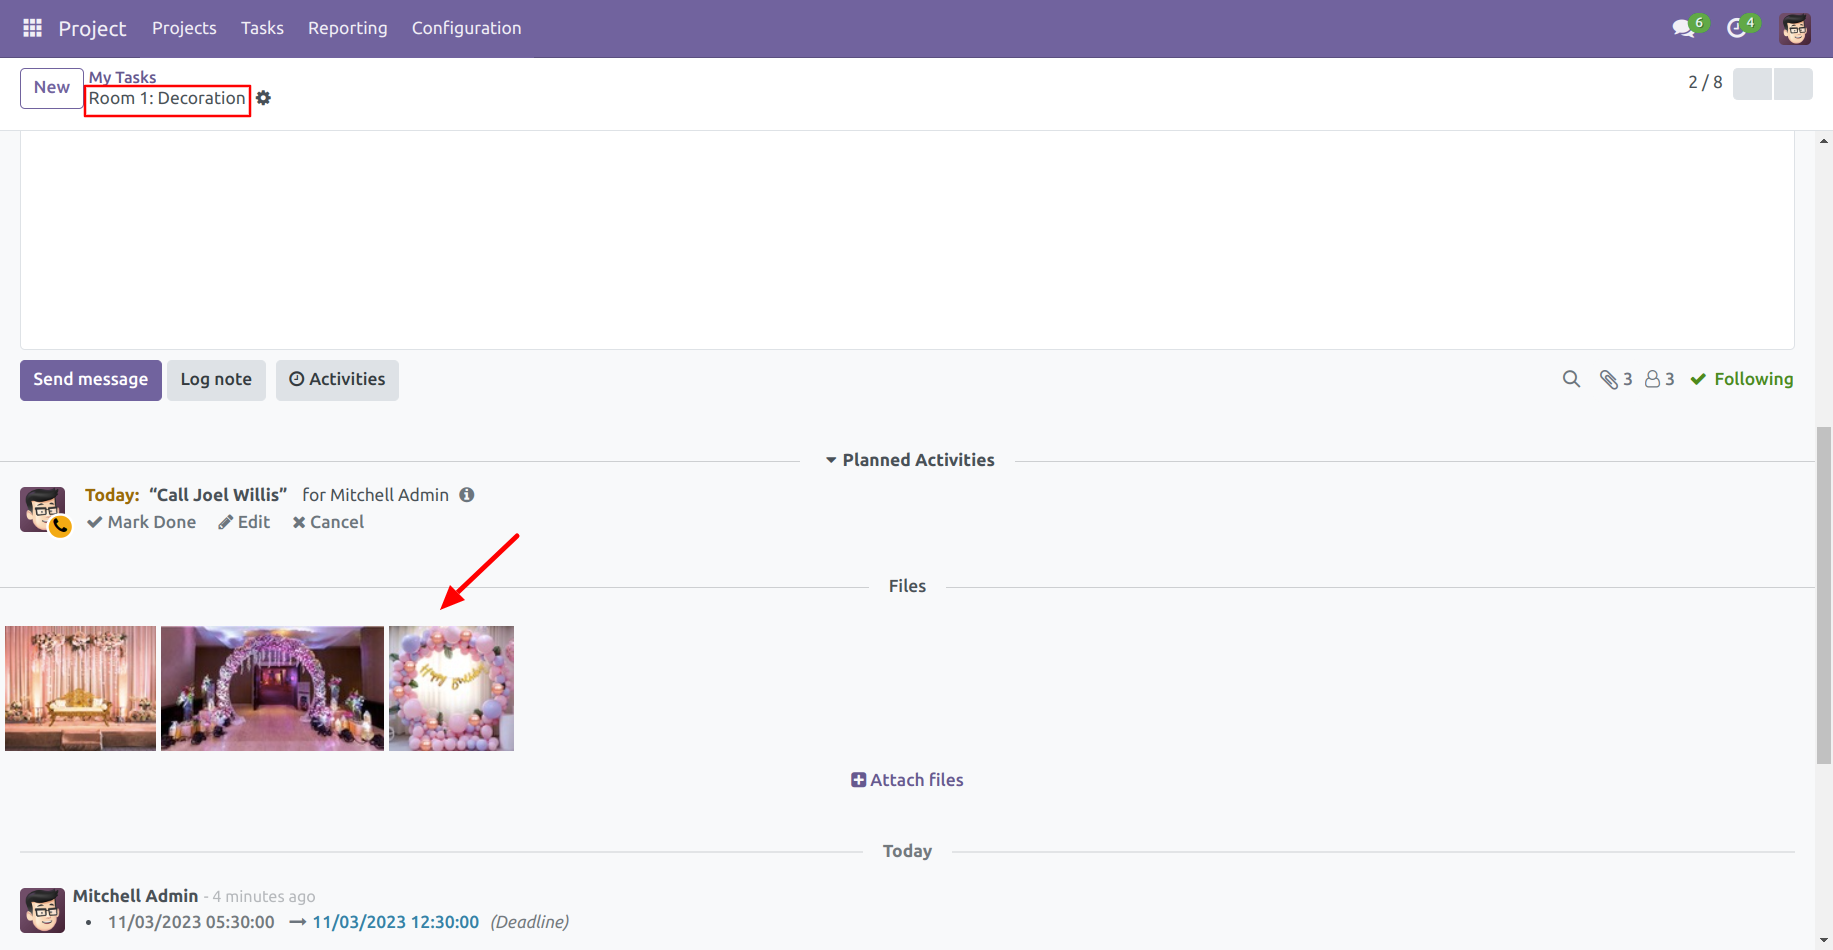 Project Projects Tasks Reporting Configuration 6 4
New My Tasks
Room 1: Decoration
2 / 8
Send message Log note Activities 3 3 Following
Planned Activities
Today: “Call Joel Willis” for Mitchell Admin
Mark Done Edit Cancel
Files
Happy Birthday
Attach files
Today
Mitchell Admin - 4 minutes ago
• 11/03/2023 05:30:00 → 11/03/2023 12:30:00 (Deadline)